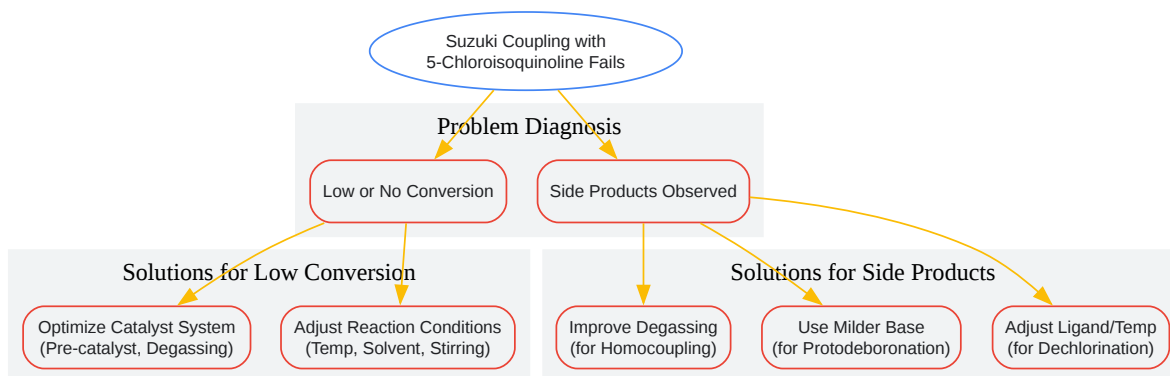 Suzuki Coupling with
5-Chloroisoquinoline Fails
Problem Diagnosis
Low or No Conversion
Side Products Observed
Solutions for Low Conversion
Optimize Catalyst System
(Pre-catalyst, Degassing)
Adjust Reaction Conditions
(Temp, Solvent, Stirring)
Solutions for Side Products
Improve Degassing
(for Homocoupling)
Use Milder Base
(for Protodeboronation)
Adjust Ligand/Temp
(for Dechlorination)